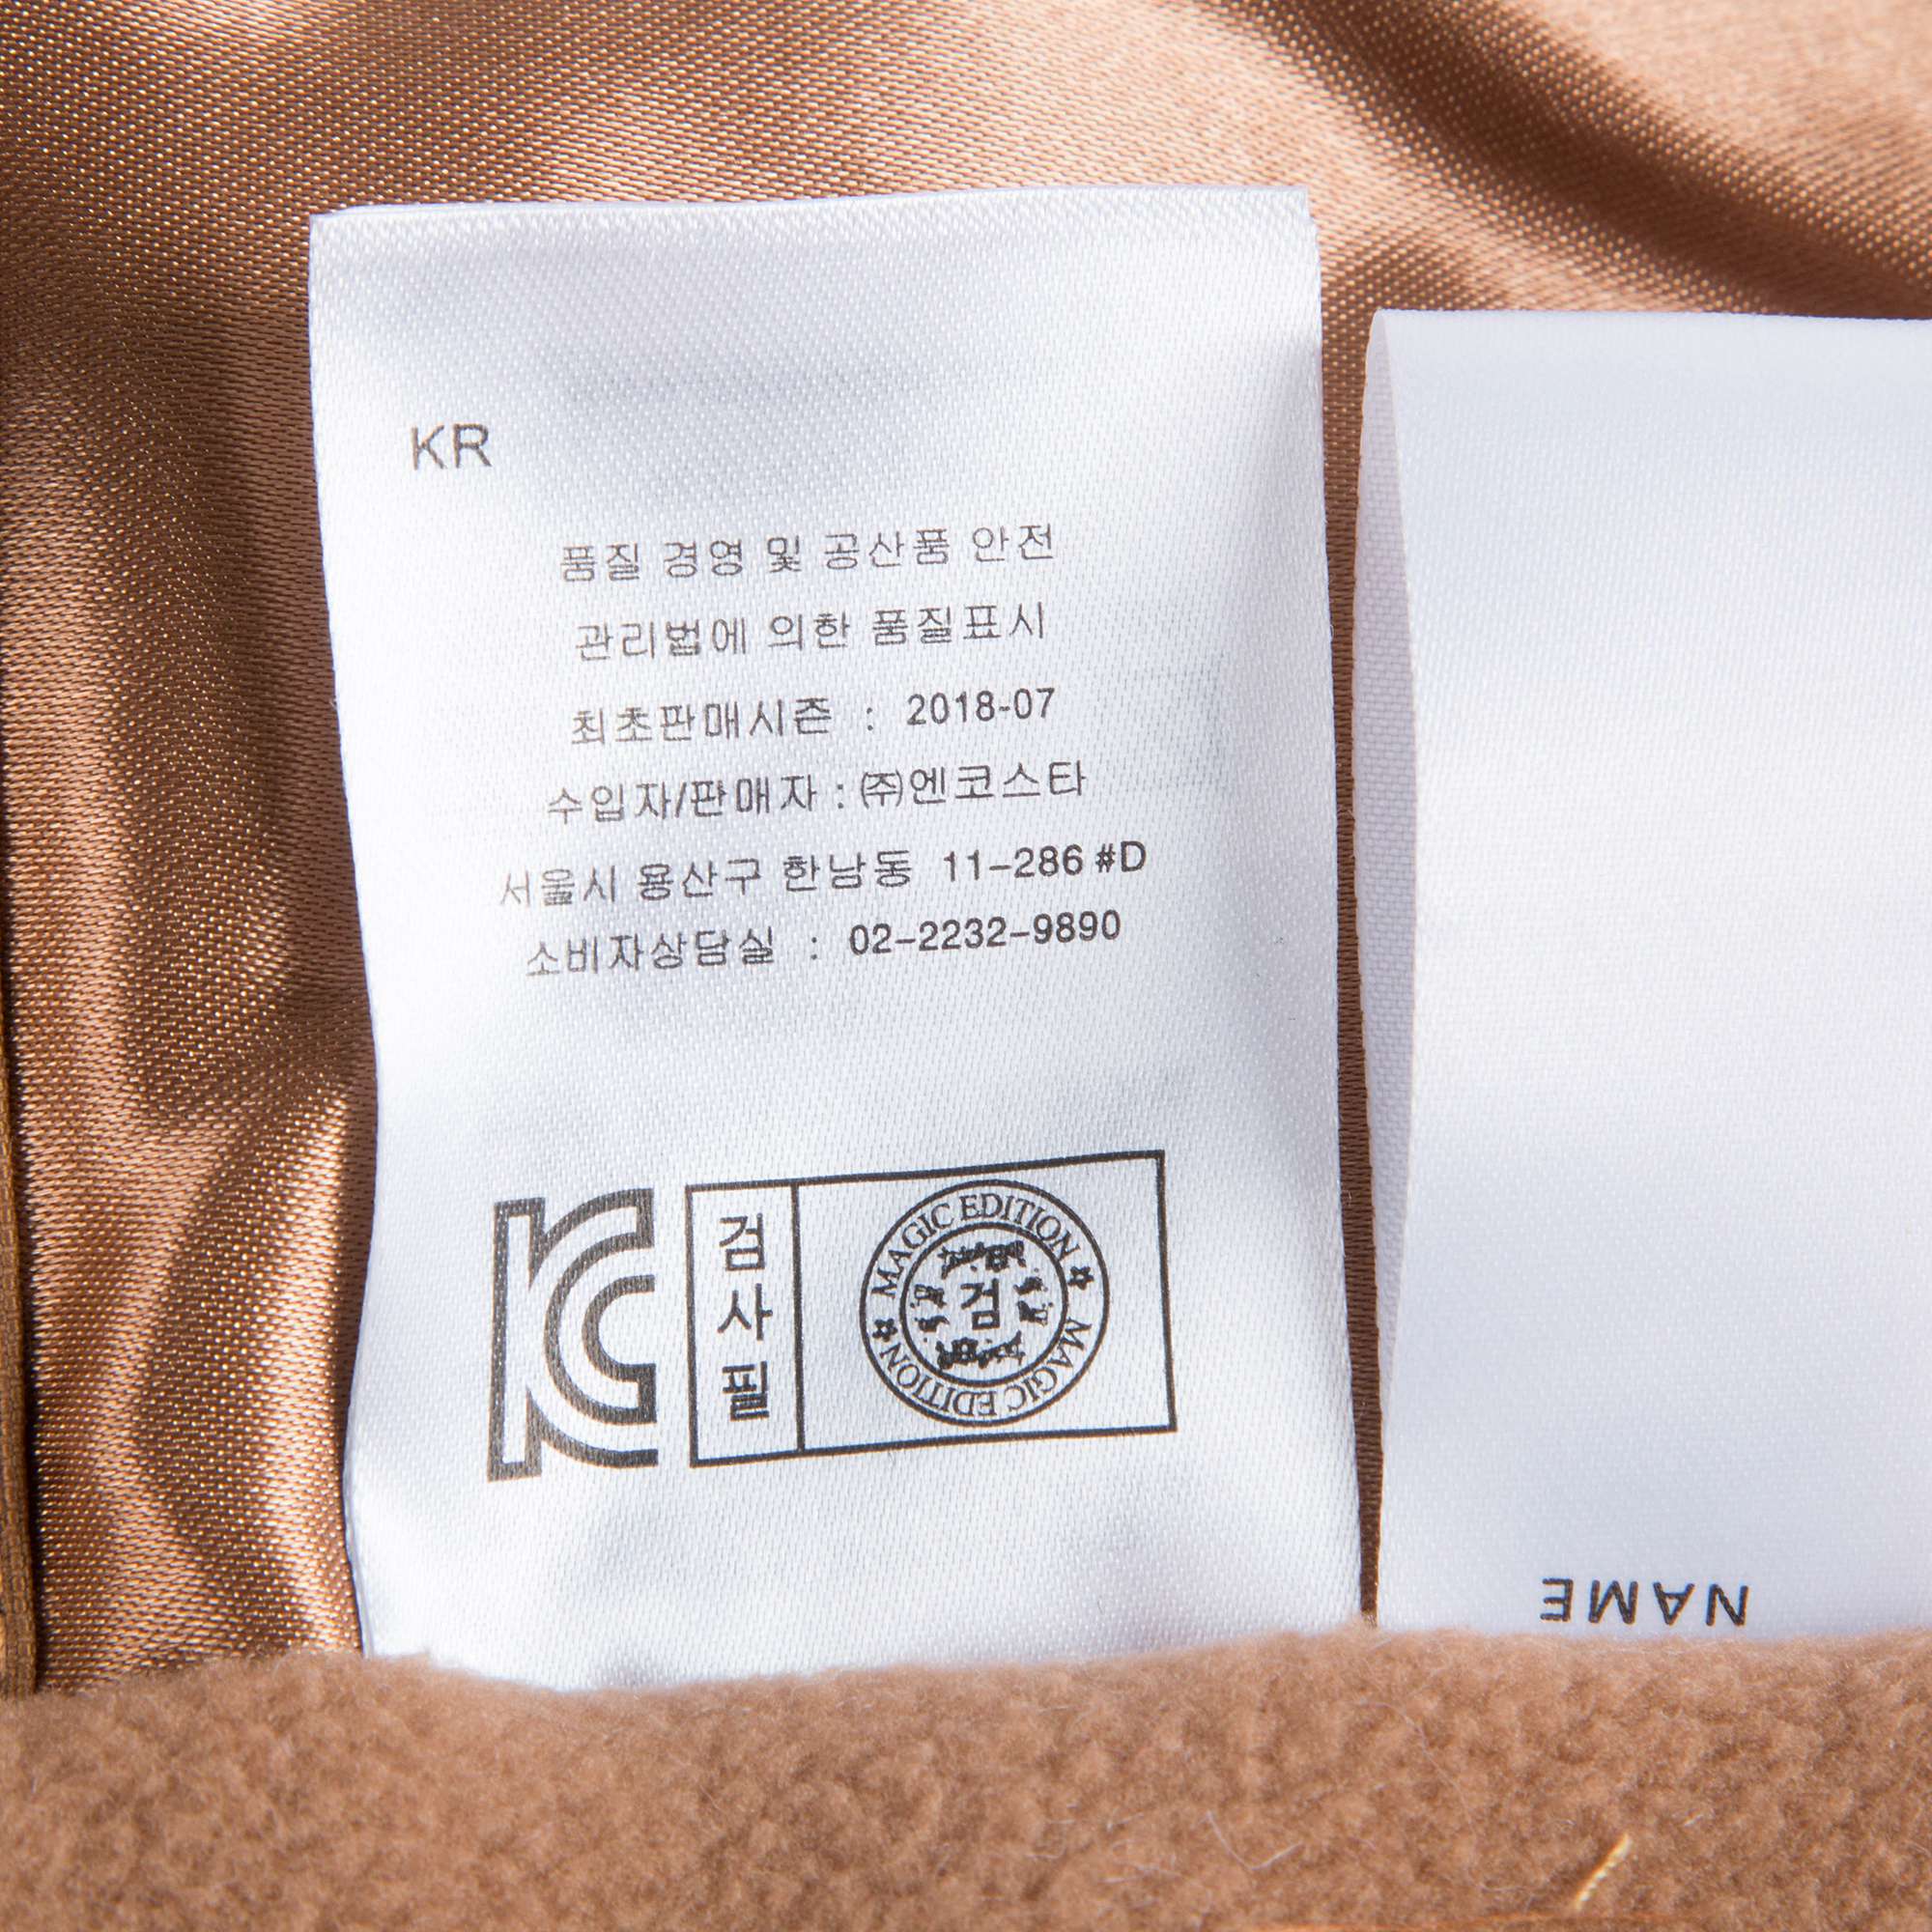 KR
품질 경영 및 공산품 안전
관리법에 의한 품질표시
최초판매시즌 : 2018-07
수입자/판매자 : ㈜엔코스타
서울시 용산구 한남동 11-286 #D
소비자상담실 : 02-2232-9890
KC
검사필
MAGIC EDITION
검
MAGIC EDITION
NAME